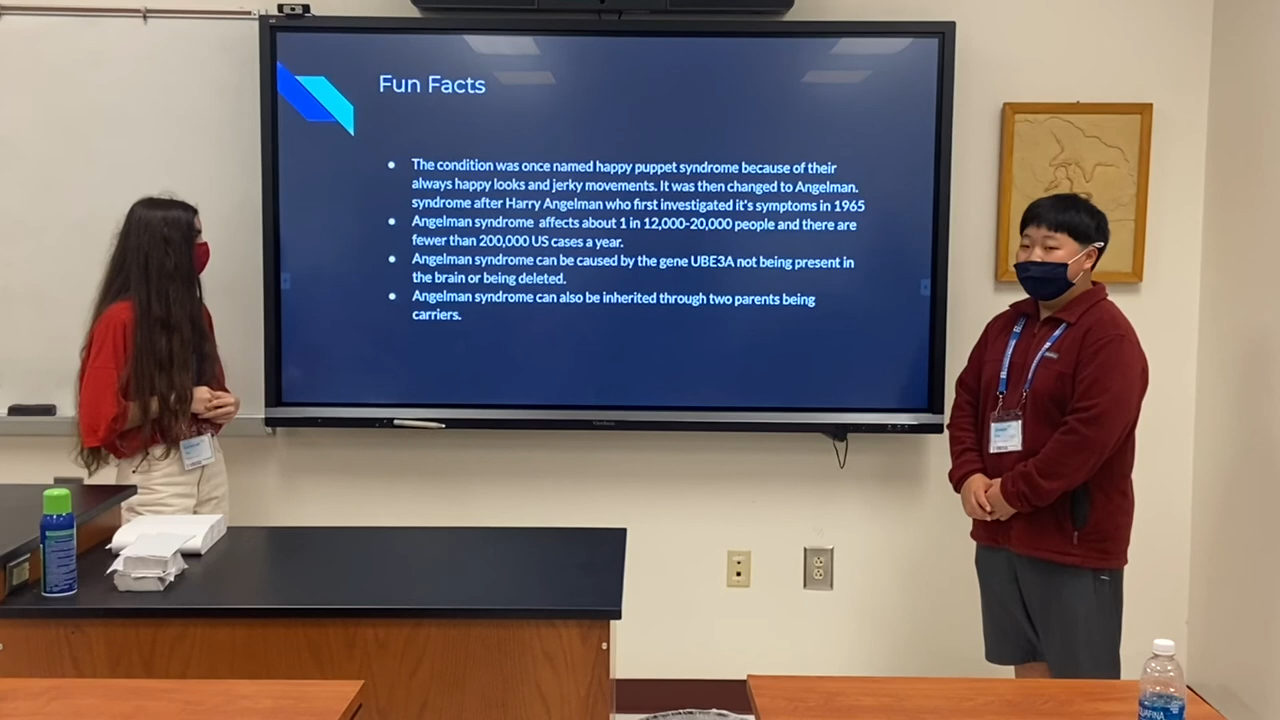 Fun Facts
The condition was once named happy puppet syndrome because of their
always happy looks and jerky movements. It was then changed to Angelman.
syndrome after Harry Angelman who first investigated it's symptoms in 1965
Angelman syndrome affects about 1 in 12,000-20,000 people and there are
fewer than 200,000 US cases a year.
Angelman syndrome can be caused by the gene UBE3A not being present in
the brain or being deleted.
Angelman syndrome can also be inherited through two parents being
carriers.
ViewSonic